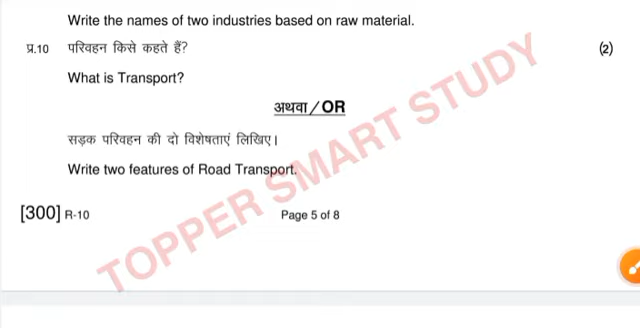 Write the names of two industries based on raw material.
प्र.10 परिवहन किसे कहते हैं? (2)
What is Transport?
अथवा/OR
सड़क परिवहन की दो विशेषताएं लिखिए।
Write two features of Road Transport.
[300] R-10 Page 5 of 8
TOPPER SMART STUDY